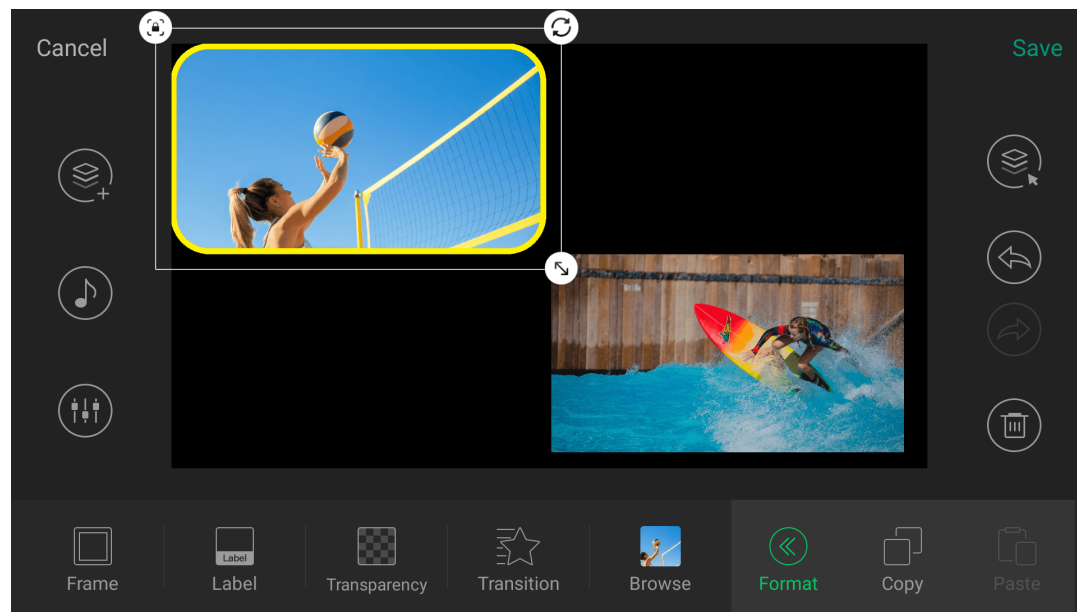 Cancel
Save
Label
Frame
Label
Transparency
Transition
Browse
Format
Copy
Paste